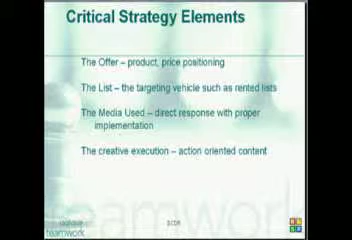 Critical Strategy Elements
The Offer – product, price positioning
The List – the targeting vehicle such as rented lists
The Media Used – direct response with proper
implementation
The creative execution – action oriented content
teamwork
teamwork